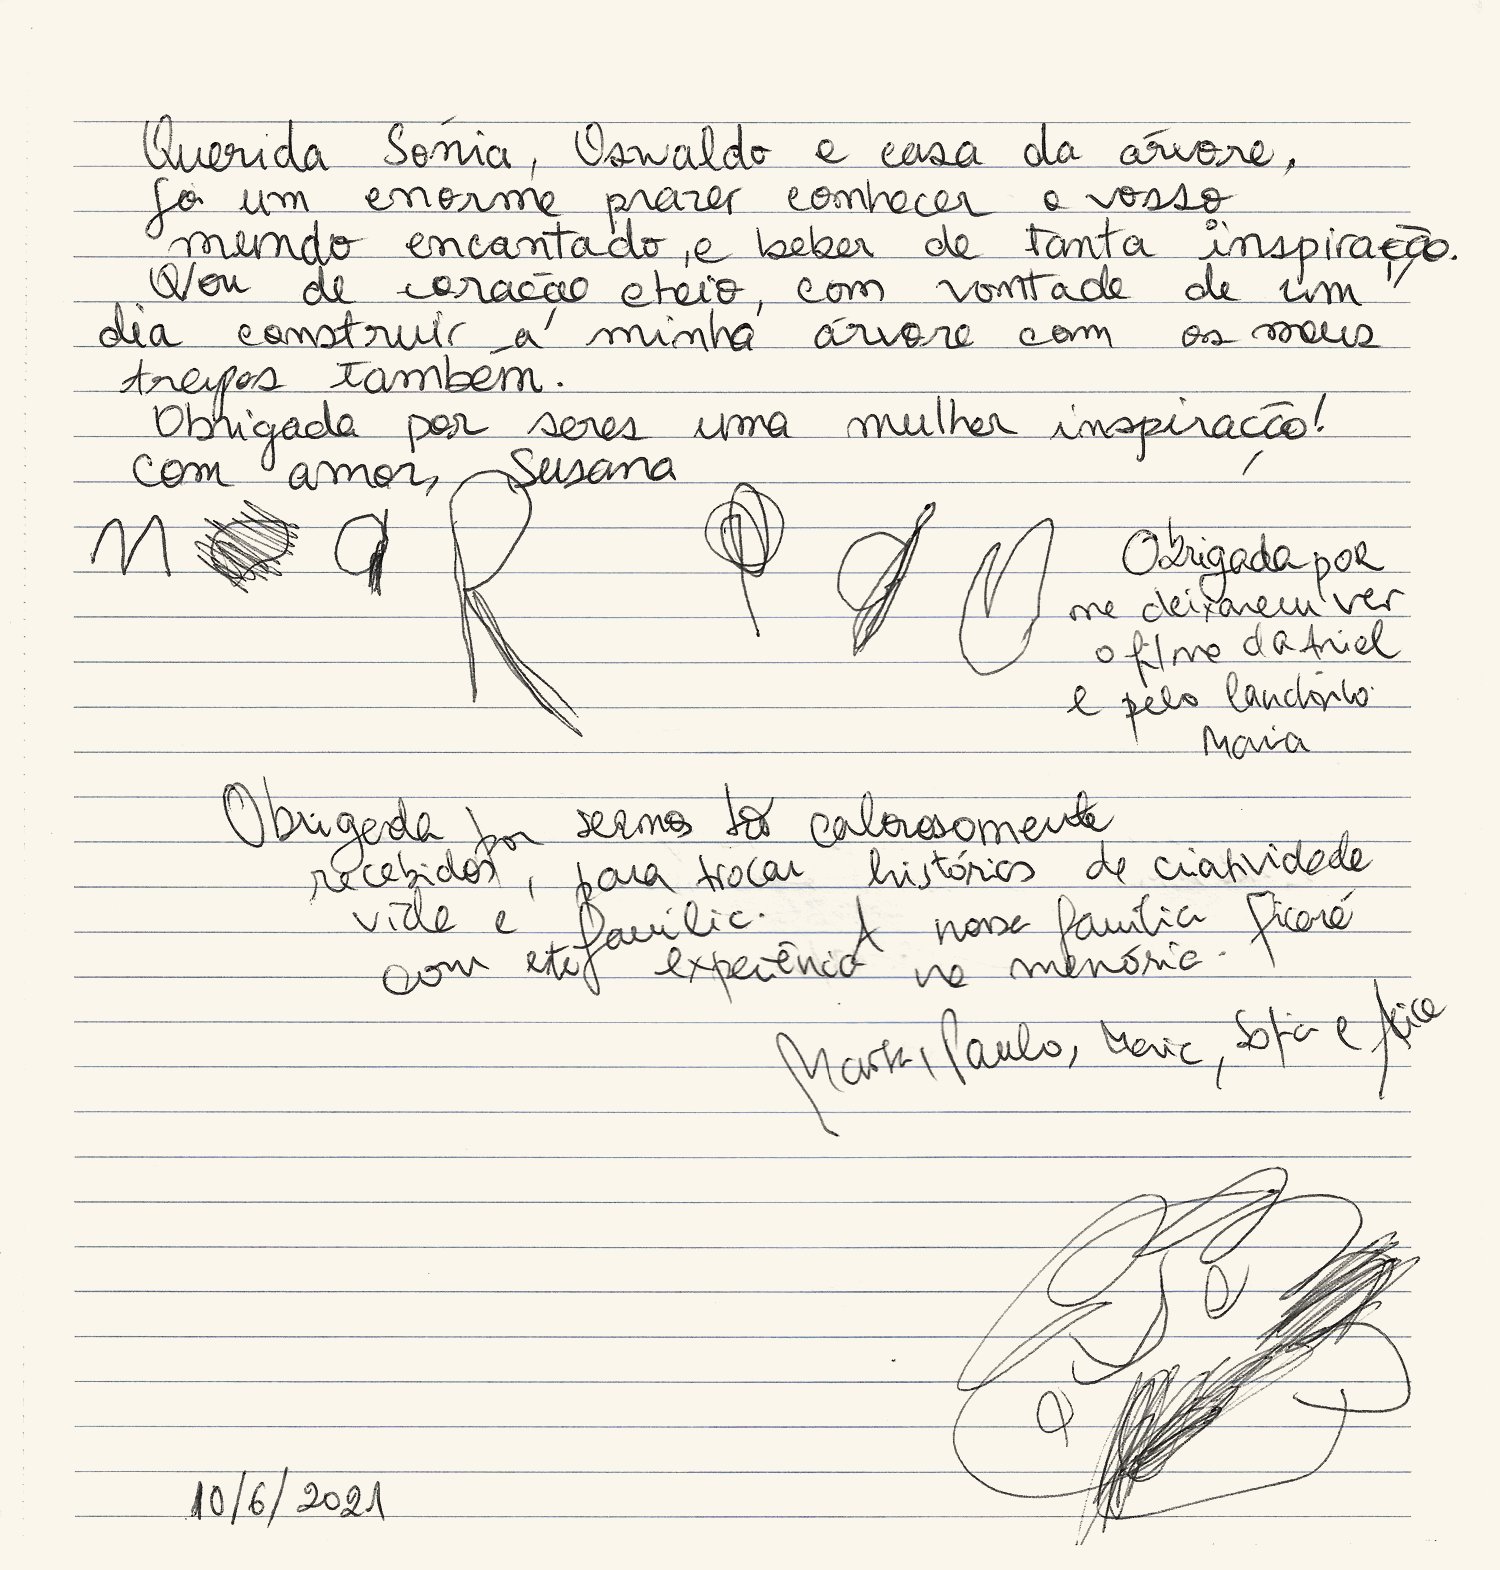 Querida Sónia, Oswaldo e casa da árvore,
foi um enorme prazer conhecer o vosso
mundo encantado, e beber de tanta inspiração.
Vou de coração cheio, com vontade de um
dia construir a minha árvore com os meus
também.
Obrigada por seres uma mulher inspiração!
Com amor, Susana
Obrigada por
me deixarem ver
o filme da Ariel
e pelo
Maria
Obrigada por sermos tão calorosamente
recebidos, para trocar histórias de criatividade
vida e família. A nossa família ficará
com esta experiência na memória.
Marta, Paulo, Maria, Sofia e Alice
10/6/2021